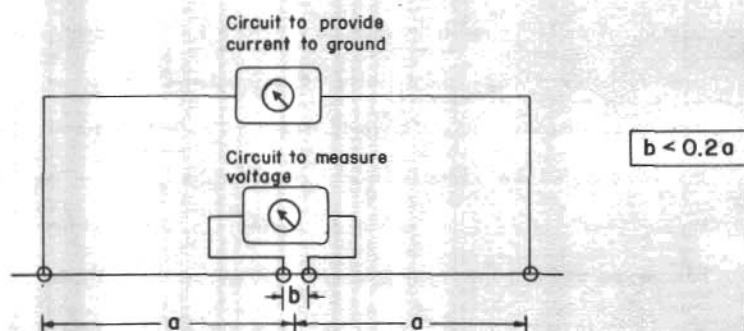 Circuit to provide
current to ground
Circuit to measure
voltage
b < 0.2a
b
a
a